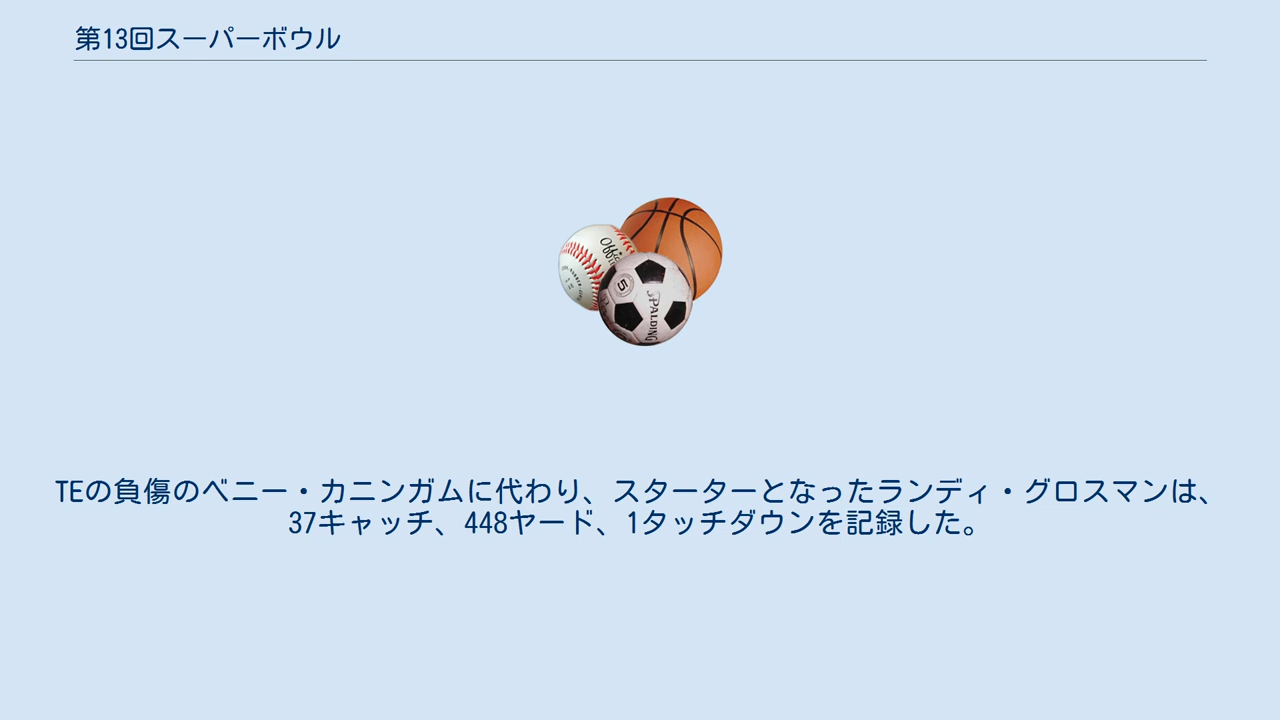 第13回スーパーボウル
Offic
5
SPALDING
TEの負傷のベニー・カニンガムに代わり、スターターとなったランディ・グロスマンは、
37キャッチ、448ヤード、1タッチダウンを記録した。